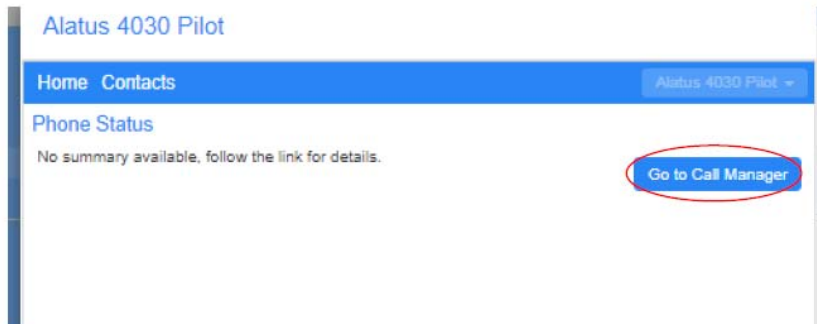 Alatus 4030 Pilot
Home Contacts
Alatus 4030 Pilot
Phone Status
No summary available, follow the link for details.
Go to Call Manager